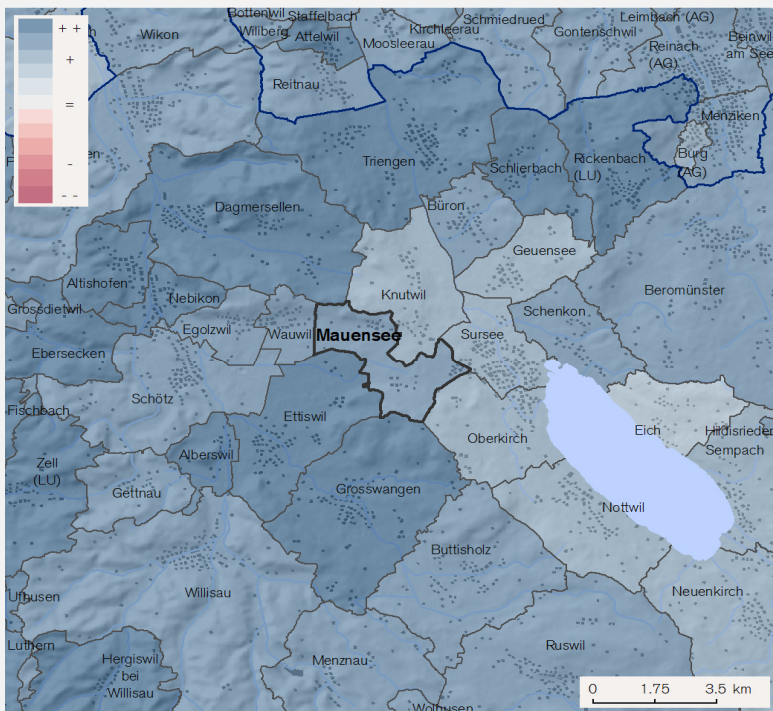 + +
+
=
-
- -
Bottenwil
Staffelbach
Kirchleerau
Schmiedrued
Leimbach (AG)
Wikon
Wiliberg
Attelwil
Moosleerau
Gontenschwil
Reinach
(AG)
Beinwil
am See
Reitnau
Menziken
Triengen
Schlierbach
Rickenbach
(LU)
Burg
(AG)
Dagmersellen
Büron
Geuensee
Altishofen
Nebikon
Knutwil
Beromünster
Grossdietwil
Schenkon
Egolzwil
Wauwil
Mauensee
Sursee
Ebersecken
Schötz
Fischbach
Ettiswil
Eich
Hildisrieden
Oberkirch
Sempach
Alberswil
Zell
(LU)
Gettnau
Grosswangen
Nottwil
Buttisholz
Ufhusen
Willisau
Neuenkirch
Luthern
Hergiswil
bei
Willisau
Menznau
Ruswil
Wolhusen
0 1.75 3.5 km